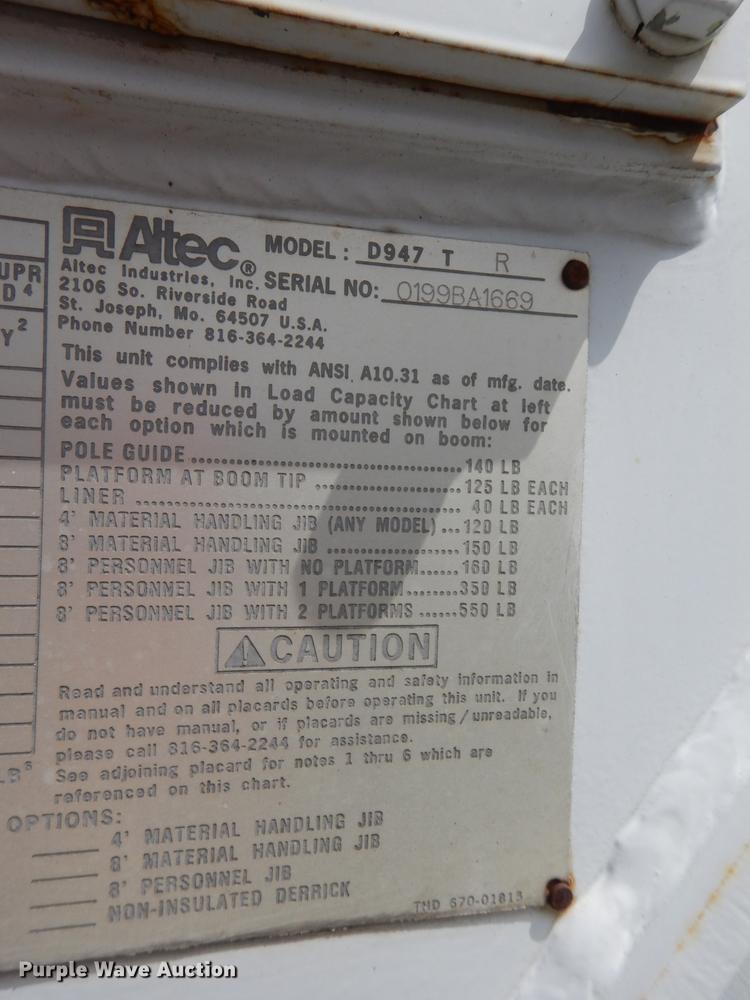 UPR
D⁴
Y²
Altec®
MODEL: D947 T R
Altec Industries, Inc. SERIAL NO: 0199BA1669
2106 So. Riverside Road
St. Joseph, Mo. 64507 U.S.A.
Phone Number 816-364-2244
This unit complies with ANSI A10.31 as of mfg. date.
Values shown in Load Capacity Chart at left
must be reduced by amount shown below for
each option which is mounted on boom:
POLE GUIDE ........ 140 LB
PLATFORM AT BOOM TIP ........ 125 LB EACH
LINER ........ 40 LB EACH
4' MATERIAL HANDLING JIB (ANY MODEL) ... 120 LB
8' MATERIAL HANDLING JIB ........ 150 LB
8' PERSONNEL JIB WITH NO PLATFORM ...... 160 LB
8' PERSONNEL JIB WITH 1 PLATFORM ........ 350 LB
8' PERSONNEL JIB WITH 2 PLATFORMS ...... 550 LB
CAUTION
Read and understand all operating and safety information in
manual and on all placards before operating this unit. If you
do not have manual, or if placards are missing/unreadable,
please call 816-364-2244 for assistance.
See adjoining placard for notes 1 thru 6 which are
referenced on this chart.
OPTIONS:
4' MATERIAL HANDLING JIB
8' MATERIAL HANDLING JIB
8' PERSONNEL JIB
NON-INSULATED DERRICK
670-01813
Purple Wave Auction